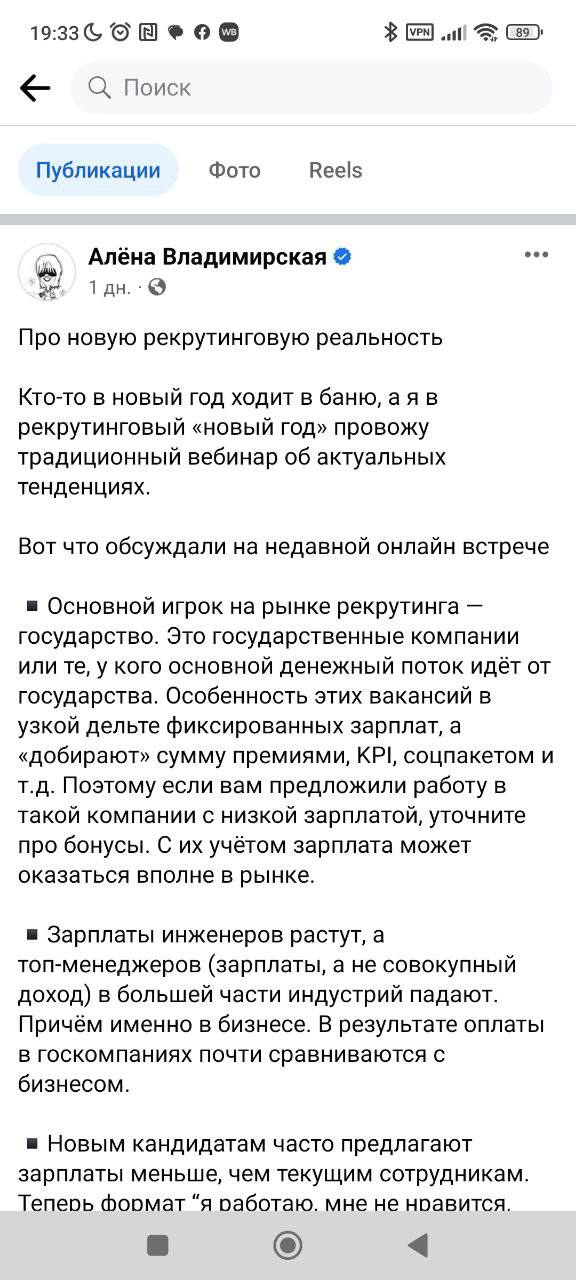 19:33
WB
VPN
89
Поиск
Публикации Фото Reels
Алёна Владимирская
1 дн. ·
Про новую рекрутинговую реальность
Кто-то в новый год ходит в баню, а я в
рекрутинговый «новый год» провожу
традиционный вебинар об актуальных
тенденциях.
Вот что обсуждали на недавной онлайн встрече
▪️Основной игрок на рынке рекрутинга —
государство. Это государственные компании
или те, у кого основной денежный поток идёт от
государства. Особенность этих вакансий в
узкой дельте фиксированных зарплат, а
«добирают» сумму премиями, KPI, соцпакетом и
т.д. Поэтому если вам предложили работу в
такой компании с низкой зарплатой, уточните
про бонусы. С их учётом зарплата может
оказаться вполне в рынке.
▪️Зарплаты инженеров растут, а
топ-менеджеров (зарплаты, а не совокупный
доход) в большей части индустрий падают.
Причём именно в бизнесе. В результате оплаты
в госкомпаниях почти сравниваются с
бизнесом.
▪️Новым кандидатам часто предлагают
зарплаты меньше, чем текущим сотрудникам.
Теперь формат “я работаю, мне не нравится,